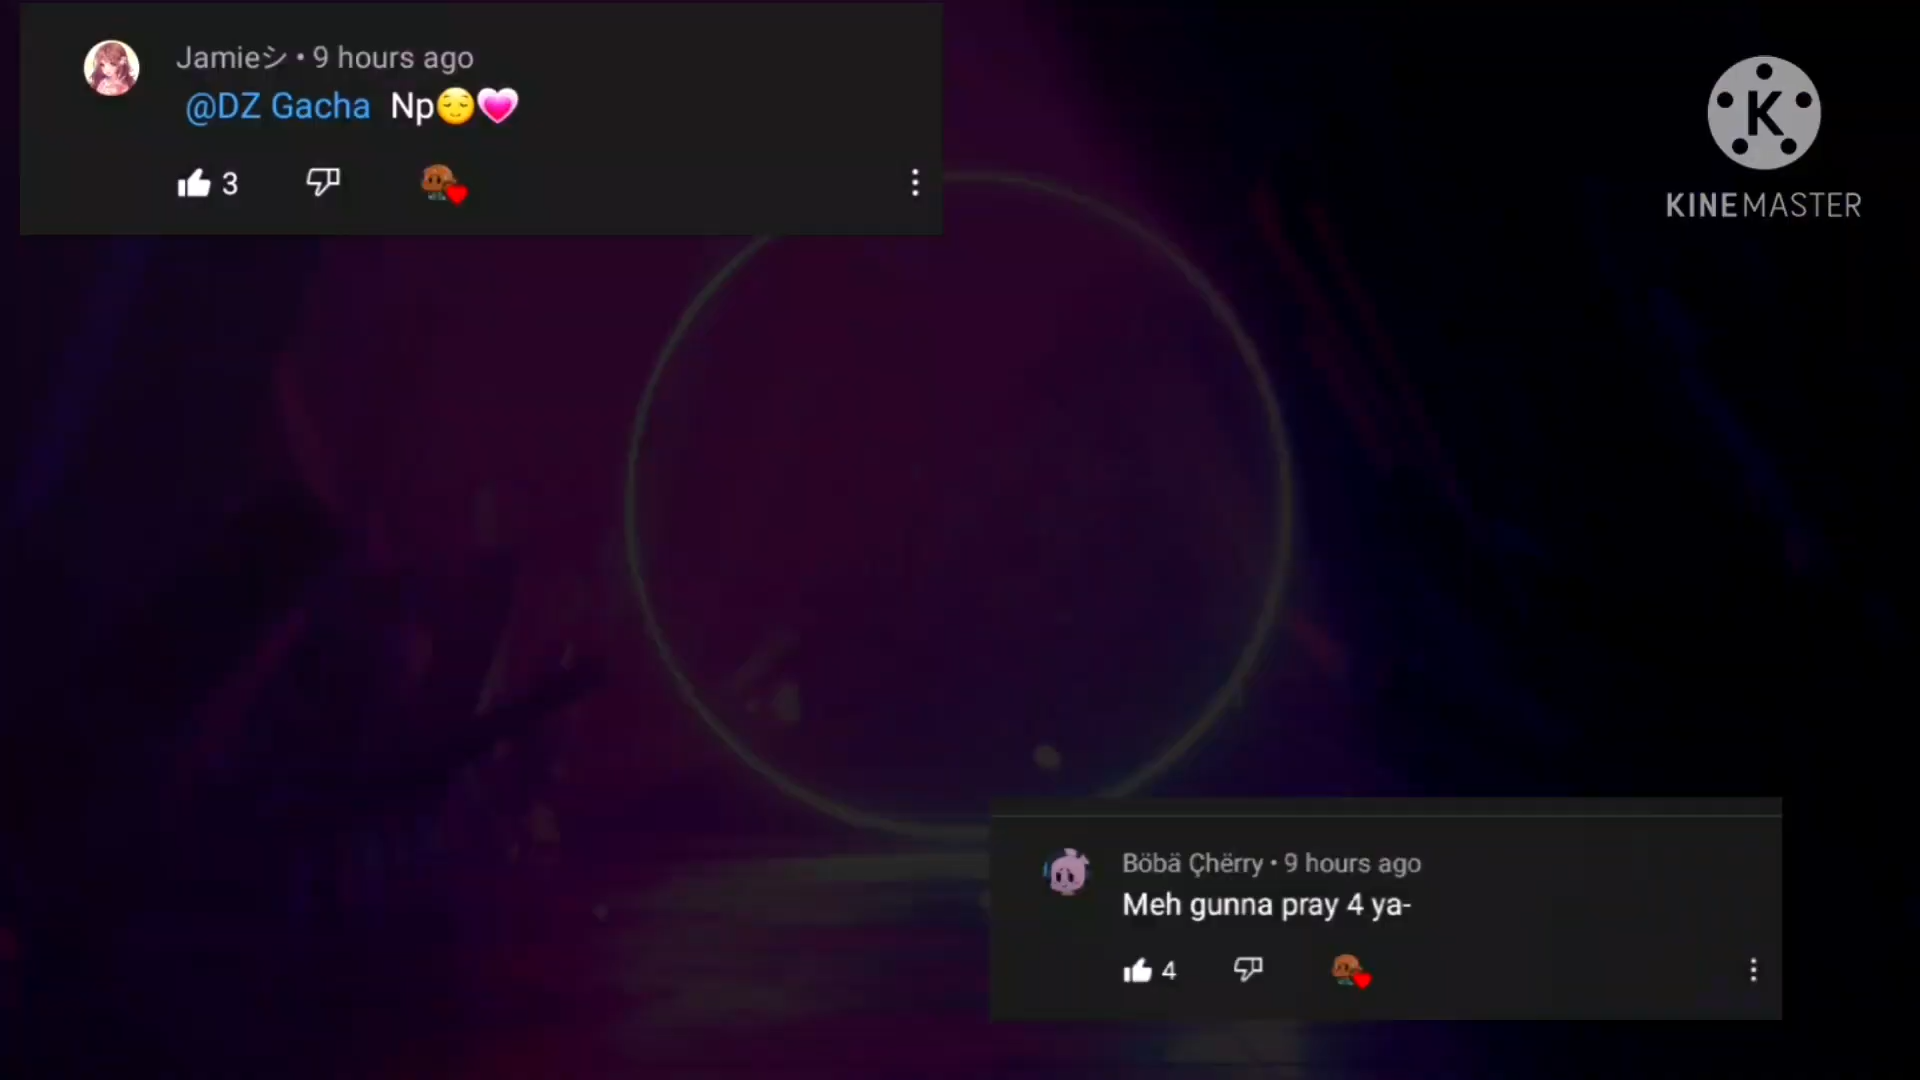 Jamieシ • 9 hours ago
@DZ Gacha Np😌💗
3
K
KINEMASTER
Böbä Çhërry • 9 hours ago
Meh gunna pray 4 ya-
4